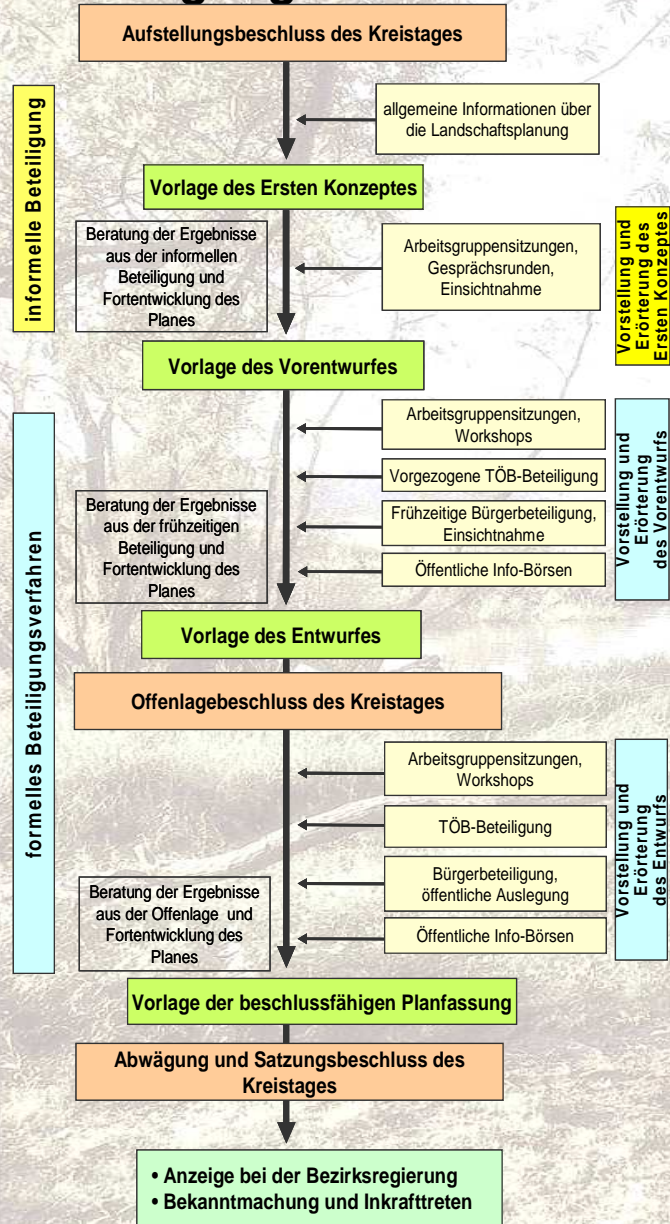 Aufstellungsbeschluss des Kreistages
informelle Beteiligung
allgemeine Informationen über
die Landschaftsplanung
Vorlage des Ersten Konzeptes
Beratung der Ergebnisse
aus der informellen
Beteiligung und
Fortentwicklung des
Planes
Arbeitsgruppensitzungen,
Gesprächsrunden,
Einsichtnahme
Vorstellung und
Erörterung des
Ersten Konzeptes
Vorlage des Vorentwurfes
formelles Beteiligungsverfahren
Arbeitsgruppensitzungen,
Workshops
Vorgezogene TÖB-Beteiligung
Beratung der Ergebnisse
aus der frühzeitigen
Beteiligung und
Fortentwicklung des
Planes
Frühzeitige Bürgerbeteiligung,
Einsichtnahme
Öffentliche Info-Börsen
Vorstellung und
Erörterung
des Vorentwurfs
Vorlage des Entwurfes
Offenlagebeschluss des Kreistages
Arbeitsgruppensitzungen,
Workshops
TÖB-Beteiligung
Bürgerbeteiligung,
öffentliche Auslegung
Beratung der Ergebnisse
aus der Offenlage und
Fortentwicklung des
Planes
Öffentliche Info-Börsen
Vorstellung und
Erörterung
des Entwurfs
Vorlage der beschlussfähigen Planfassung
Abwägung und Satzungsbeschluss des
Kreistages
• Anzeige bei der Bezirksregierung
• Bekanntmachung und Inkrafttreten